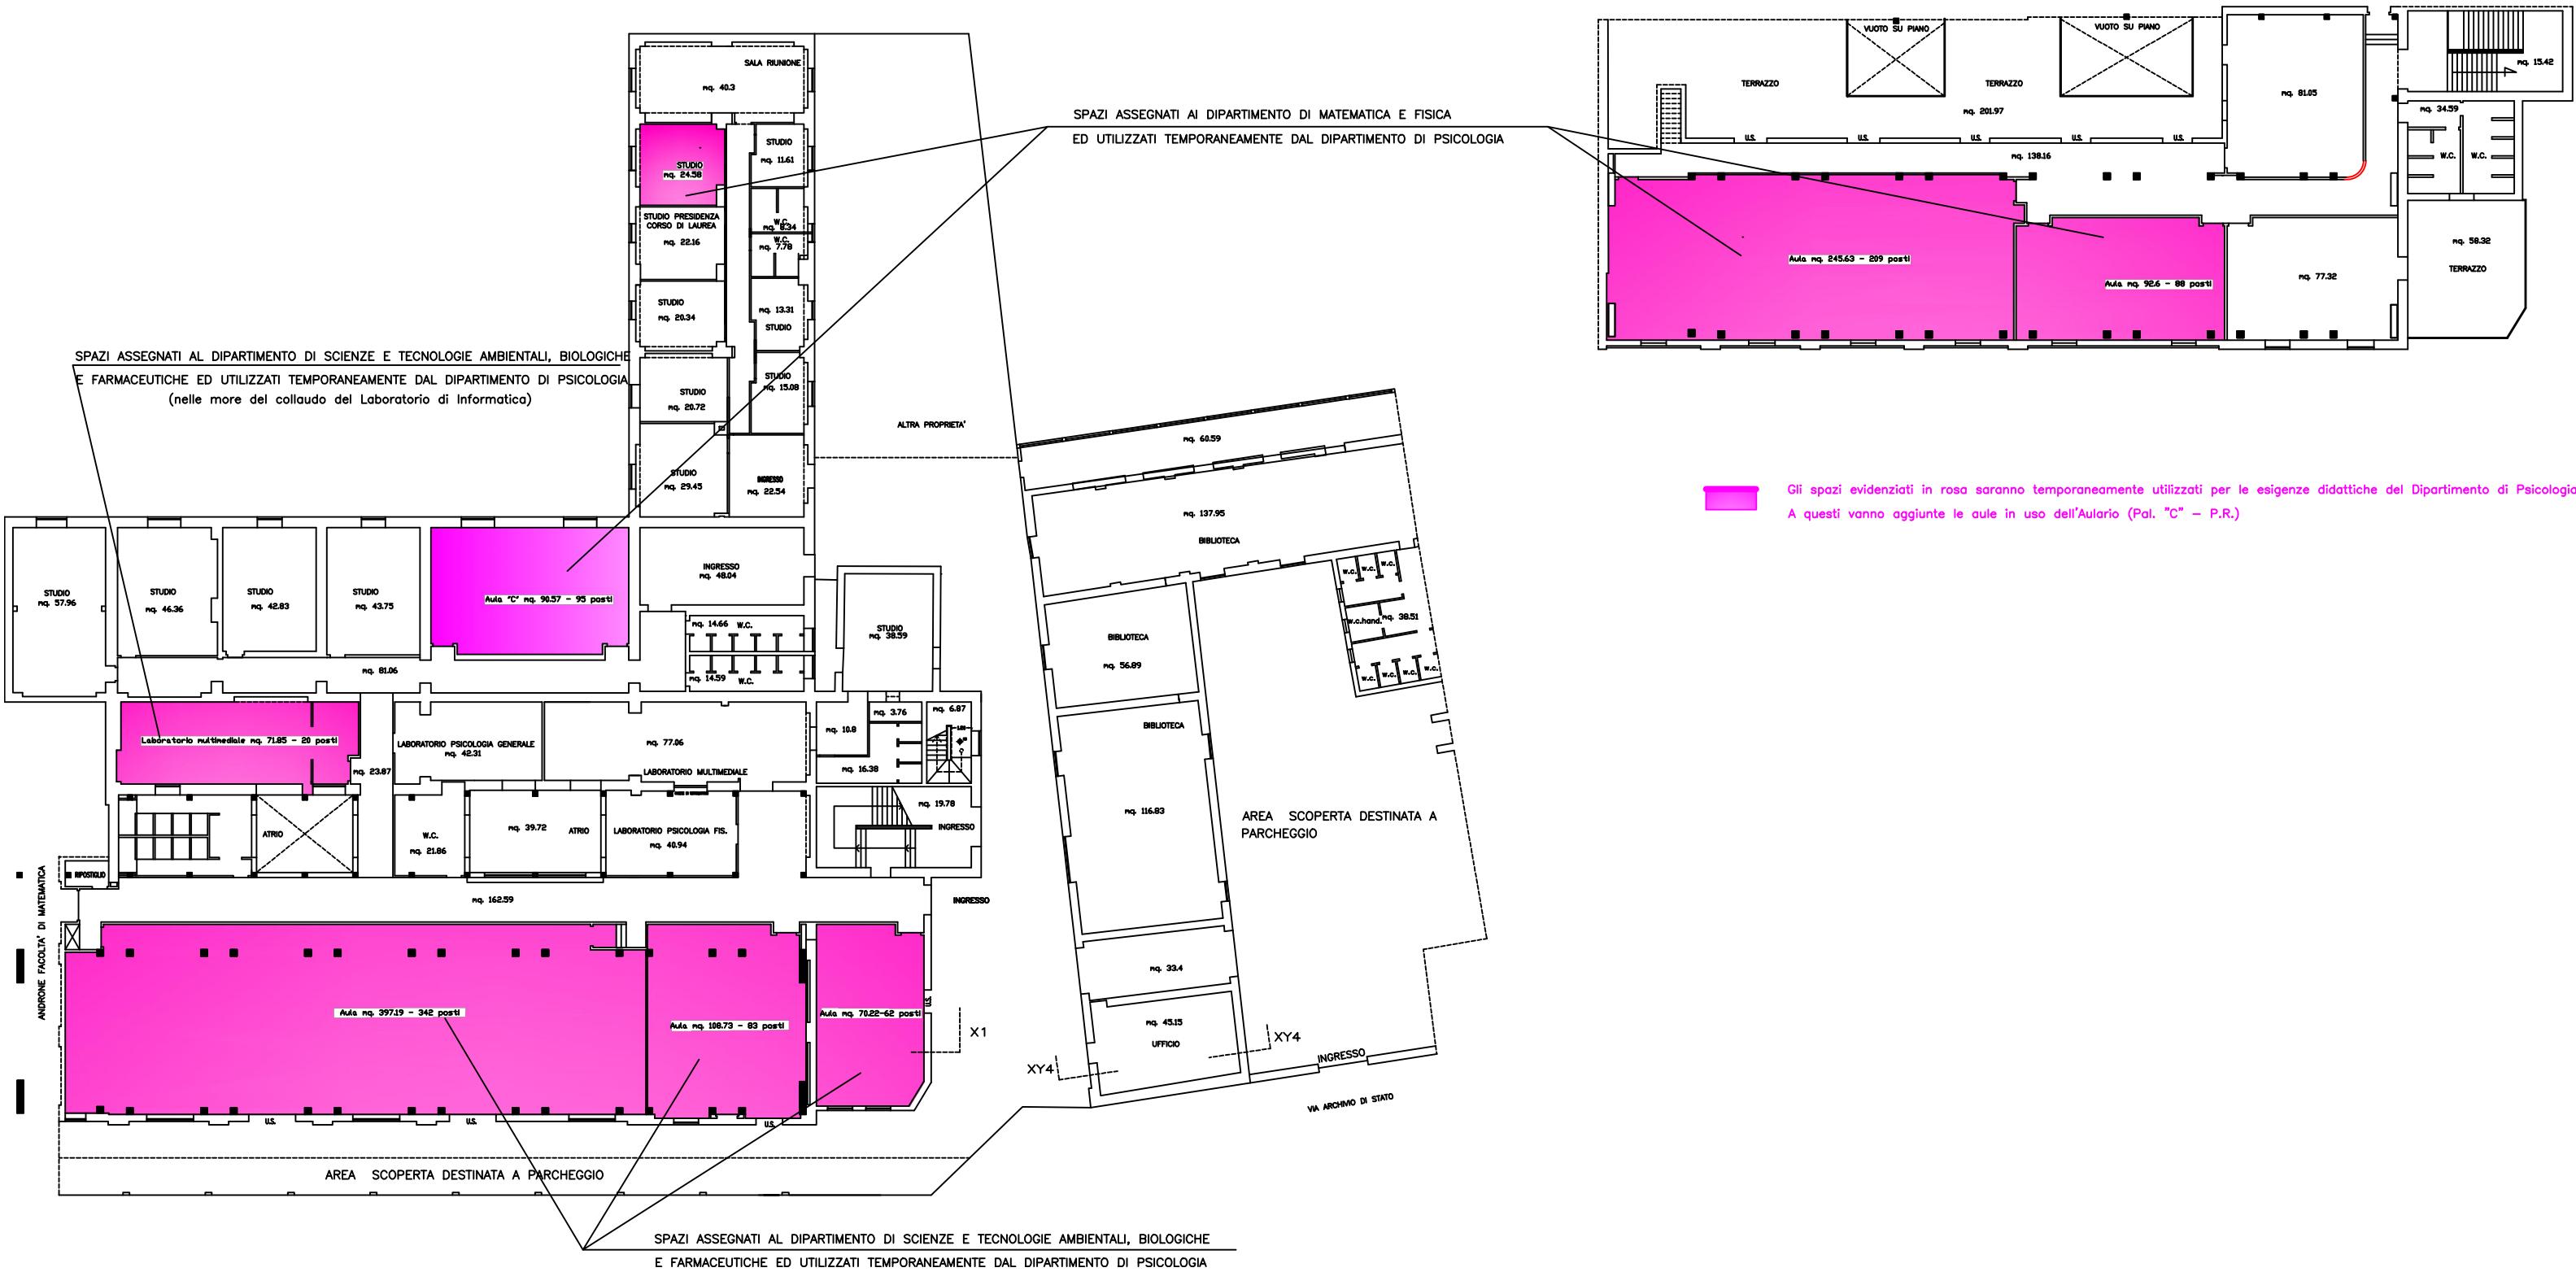 SALA RIUNIONE
mq. 40.3
STUDIO
mq. 24.58
STUDIO
mq. 11.61
STUDIO PRESIDENZA
CORSO DI LAUREA
mq. 22.16
W.C.
mq. 8.34
W.C.
mq. 7.78
STUDIO
mq. 20.34
mq. 13.31
STUDIO
STUDIO
mq. 20.72
STUDIO
mq. 15.08
STUDIO
mq. 29.45
INGRESSO
mq. 22.54
SPAZI ASSEGNATI AI DIPARTIMENTO DI MATEMATICA E FISICA
ED UTILIZZATI TEMPORANEAMENTE DAL DIPARTIMENTO DI PSICOLOGIA
VUOTO SU PIANO
VUOTO SU PIANO
TERRAZZO
TERRAZZO
mq. 201.97
mq. 81.05
mq. 15.42
mq. 34.59
U.S.
U.S.
U.S.
U.S.
U.S.
mq. 138.16
W.C.
W.C.
Aula mq. 245.63 - 209 posti
Aula mq. 92.6 - 88 posti
mq. 77.32
mq. 58.32
TERRAZZO
SPAZI ASSEGNATI AL DIPARTIMENTO DI SCIENZE E TECNOLOGIE AMBIENTALI, BIOLOGICHE
E FARMACEUTICHE ED UTILIZZATI TEMPORANEAMENTE DAL DIPARTIMENTO DI PSICOLOGIA
(nelle more del collaudo del Laboratorio di Informatica)
ALTRA PROPRIETA'
Gli spazi evidenziati in rosa saranno temporaneamente utilizzati per le esigenze didattiche del Dipartimento di Psicologia
A questi vanno aggiunte le aule in uso dell'Aulario (Pal. "C" - P.R.)
STUDIO
mq. 57.96
STUDIO
mq. 46.36
STUDIO
mq. 42.83
STUDIO
mq. 43.75
Aula "C" mq. 90.57 - 95 posti
INGRESSO
mq. 48.04
mq. 14.66
W.C.
mq. 14.59
W.C.
STUDIO
mq. 38.59
mq. 81.06
Laboratorio multimediale mq. 71.85 - 20 posti
mq. 23.87
LABORATORIO PSICOLOGIA GENERALE
mq. 42.31
mq. 77.06
LABORATORIO MULTIMEDIALE
mq. 10.8
mq. 3.76
mq. 6.87
mq. 16.38
mq. 19.78
INGRESSO
ATRIO
W.C.
mq. 21.86
mq. 39.72
ATRIO
LABORATORIO PSICOLOGIA FIS.
mq. 40.94
RIPOSTIGLIO
mq. 162.59
INGRESSO
ANDRONE FACOLTA' DI MATEMATICA
Aula mq. 397.19 - 342 posti
Aula mq. 108.73 - 83 posti
Aula mq. 70.22-62 posti
U.S.
X1
U.S.
U.S.
U.S.
AREA SCOPERTA DESTINATA A PARCHEGGIO
SPAZI ASSEGNATI AL DIPARTIMENTO DI SCIENZE E TECNOLOGIE AMBIENTALI, BIOLOGICHE
E FARMACEUTICHE ED UTILIZZATI TEMPORANEAMENTE DAL DIPARTIMENTO DI PSICOLOGIA
mq. 60.59
mq. 137.95
BIBLIOTECA
w.c.
w.c.
w.c.
w.c.hand.
mq. 38.51
w.c.
w.c.
w.c.
w.c.
BIBLIOTECA
mq. 56.89
BIBLIOTECA
mq. 116.83
AREA SCOPERTA DESTINATA A
PARCHEGGIO
mq. 33.4
mq. 45.15
UFFICIO
XY4
XY4
INGRESSO
VIA ARCHIVIO DI STATO